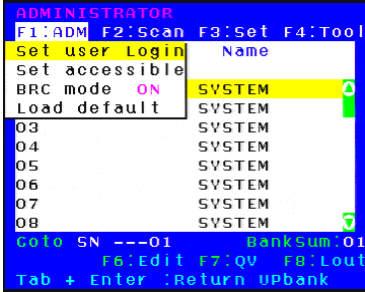 ADMINISTRATOR
F1:ADM F2:Scan F3:Set F4:Tool
Set user Login Name
Set accessible
BRC mode ON SYSTEM
Load default SYSTEM
03 SYSTEM
04 SYSTEM
05 SYSTEM
06 SYSTEM
07 SYSTEM
08 SYSTEM
Goto SN ---01 BankSum:01
F6:Edit F7:QV F8:Lout
Tab + Enter :Return UPbank